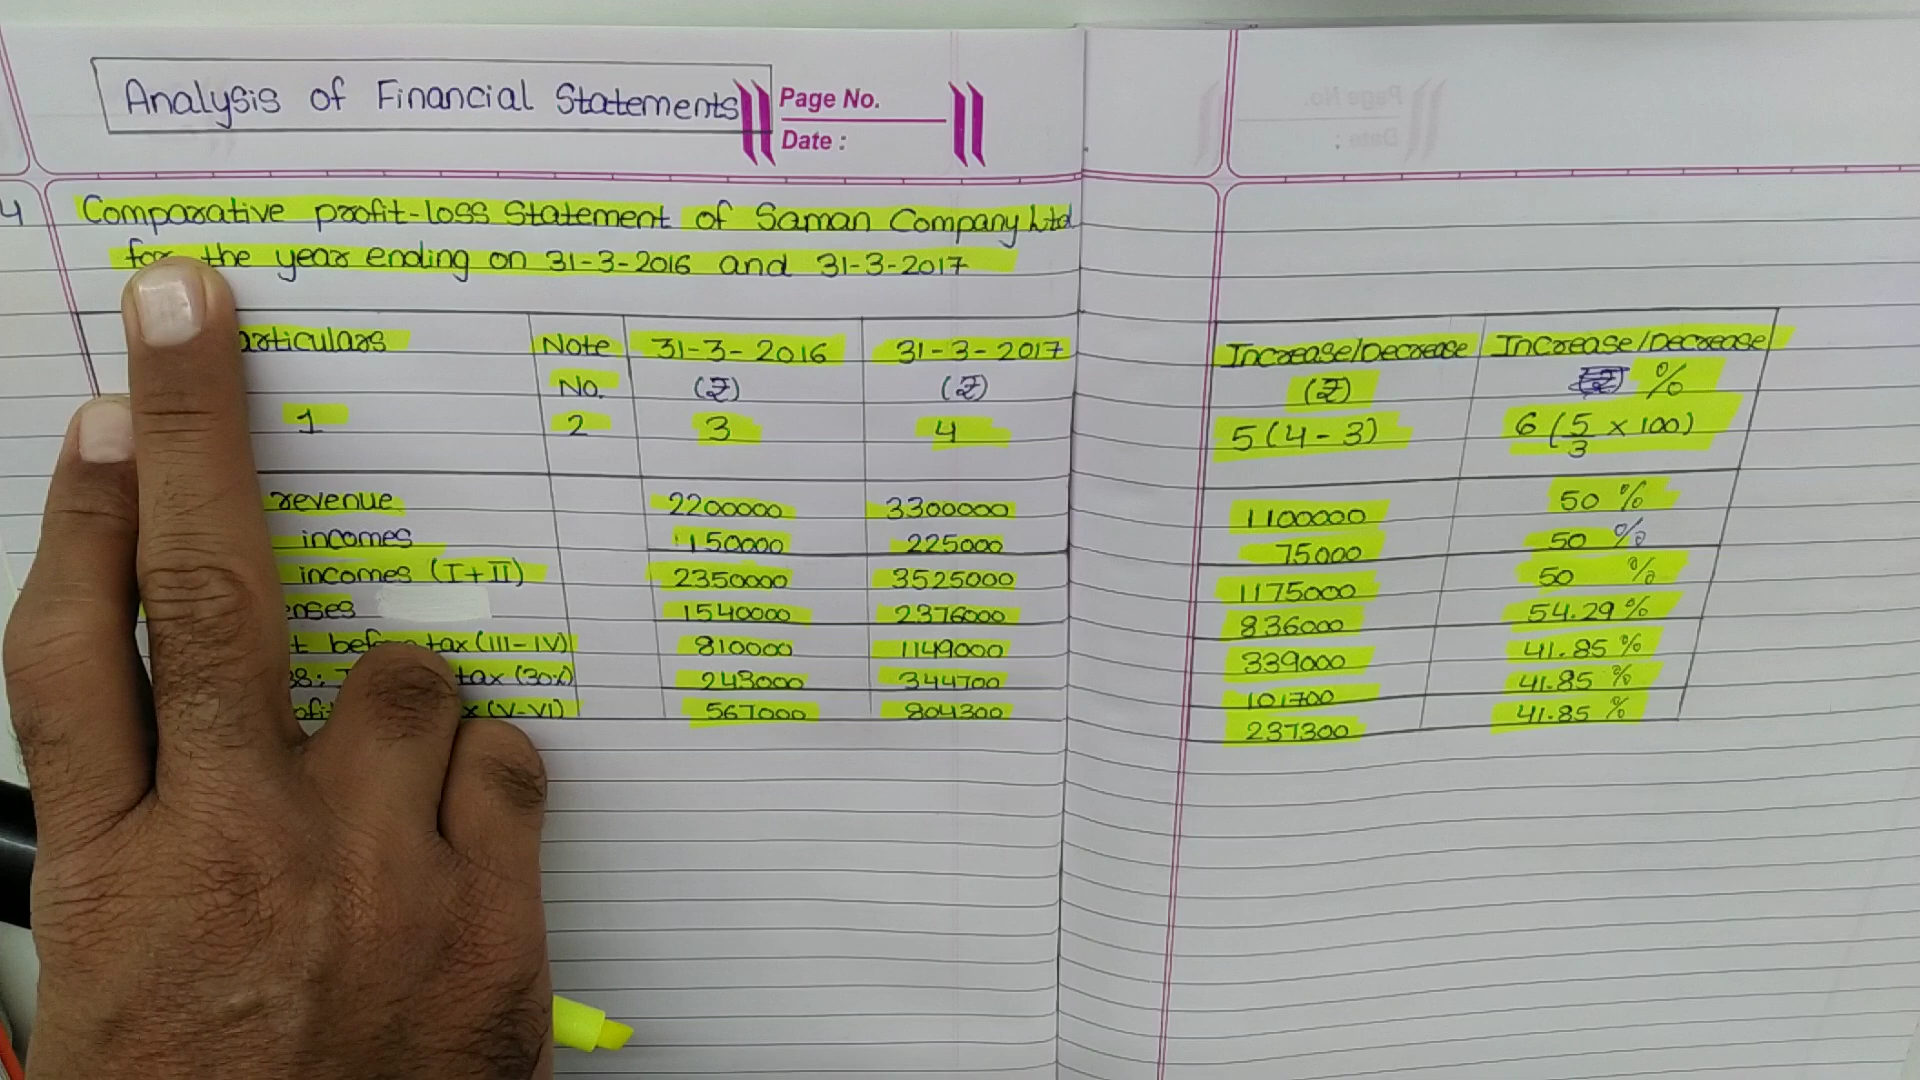 Analysis of Financial Statements
Page No.
Date :
4 Comparative profit-loss Statement of Saman Company Ltd
for the year ending on 31-3-2016 and 31-3-2017
articulars Note 31-3-2016 31-3-2017 Increase/Decrease Increase/Decrease
No. (₹) (₹) (₹) %
1 2 3 4 5 (4-3) 6 (5/3 x 100)
revenue 2200000 3300000 1100000 50 %
incomes 150000 225000 75000 50 %
incomes (I+II) 2350000 3525000 1175000 50 %
enses 1540000 2376000 836000 54.29 %
t before tax (III-IV) 810000 1149000 339000 41.85 %
tax (30%) 243000 344700 101700 41.85 %
ofi x (V-VI) 567000 804300 237300 41.85 %